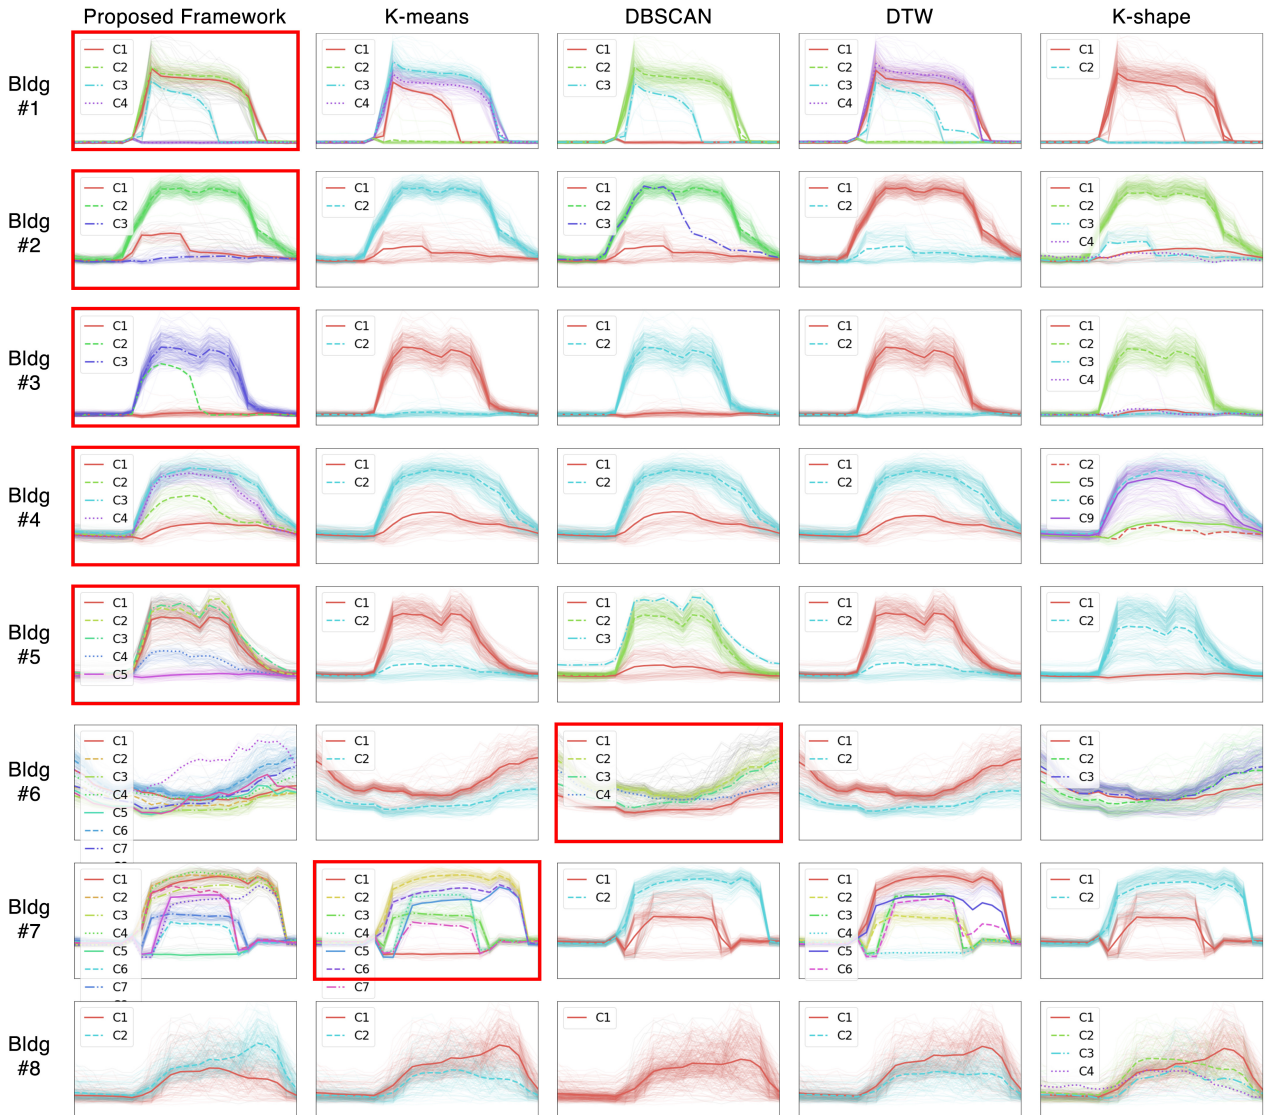 Proposed Framework K-means DBSCAN DTW K-shape
Bldg #1
C1 C2 C3 C4
C1 C2 C3 C4
C1 C2 C3
C1 C2 C3 C4
C1 C2
Bldg #2
C1 C2 C3
C1 C2
C1 C2 C3
C1 C2
C1 C2 C3 C4
Bldg #3
C1 C2 C3
C1 C2
C1 C2
C1 C2
C1 C2 C3 C4
Bldg #4
C1 C2 C3 C4
C1 C2
C1 C2
C1 C2
C2 C5 C6 C9
Bldg #5
C1 C2 C3 C4 C5
C1 C2
C1 C2 C3
C1 C2
C1 C2
Bldg #6
C1 C2 C3 C4 C5 C6 C7
C1 C2
C1 C2 C3 C4
C1 C2
C1 C2 C3
Bldg #7
C1 C2 C3 C4 C5 C6 C7
C1 C2 C3 C4 C5 C6 C7
C1 C2
C1 C2 C3 C4 C5 C6
C1 C2
Bldg #8
C1 C2
C1 C2
C1
C1 C2
C1 C2 C3 C4